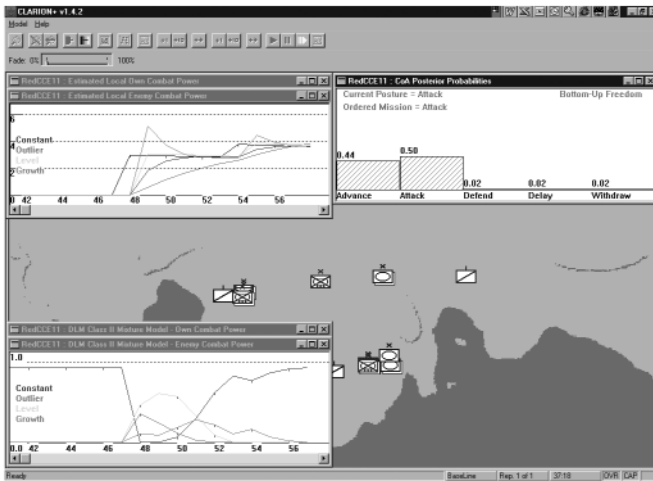 CLARION+ v1.4.2
Model Help
Fade: 0% 100%
RedCCE11 : Estimated Local Own Combat Power
RedCCE11 : Estimated Local Enemy Combat Power
6
Constant
4
Outlier
Level
2
Growth
0 42 44 46 48 50 52 54 56
RedCCE11 : CoA Posterior Probabilities
Current Posture = Attack Bottom-Up Freedom
Ordered Mission = Attack
0.44 0.50 0.02 0.02 0.02
Advance Attack Defend Delay Withdraw
RedCCE11 : DLM Class II Mixture Model - Own Combat Power
RedCCE11 : DLM Class II Mixture Model - Enemy Combat Power
1.0
Constant
Outlier
Level
Growth
0.0 42 44 46 48 50 52 54 56
Ready BaseLine Rep. 1 of 1 37:18 OVR CAP